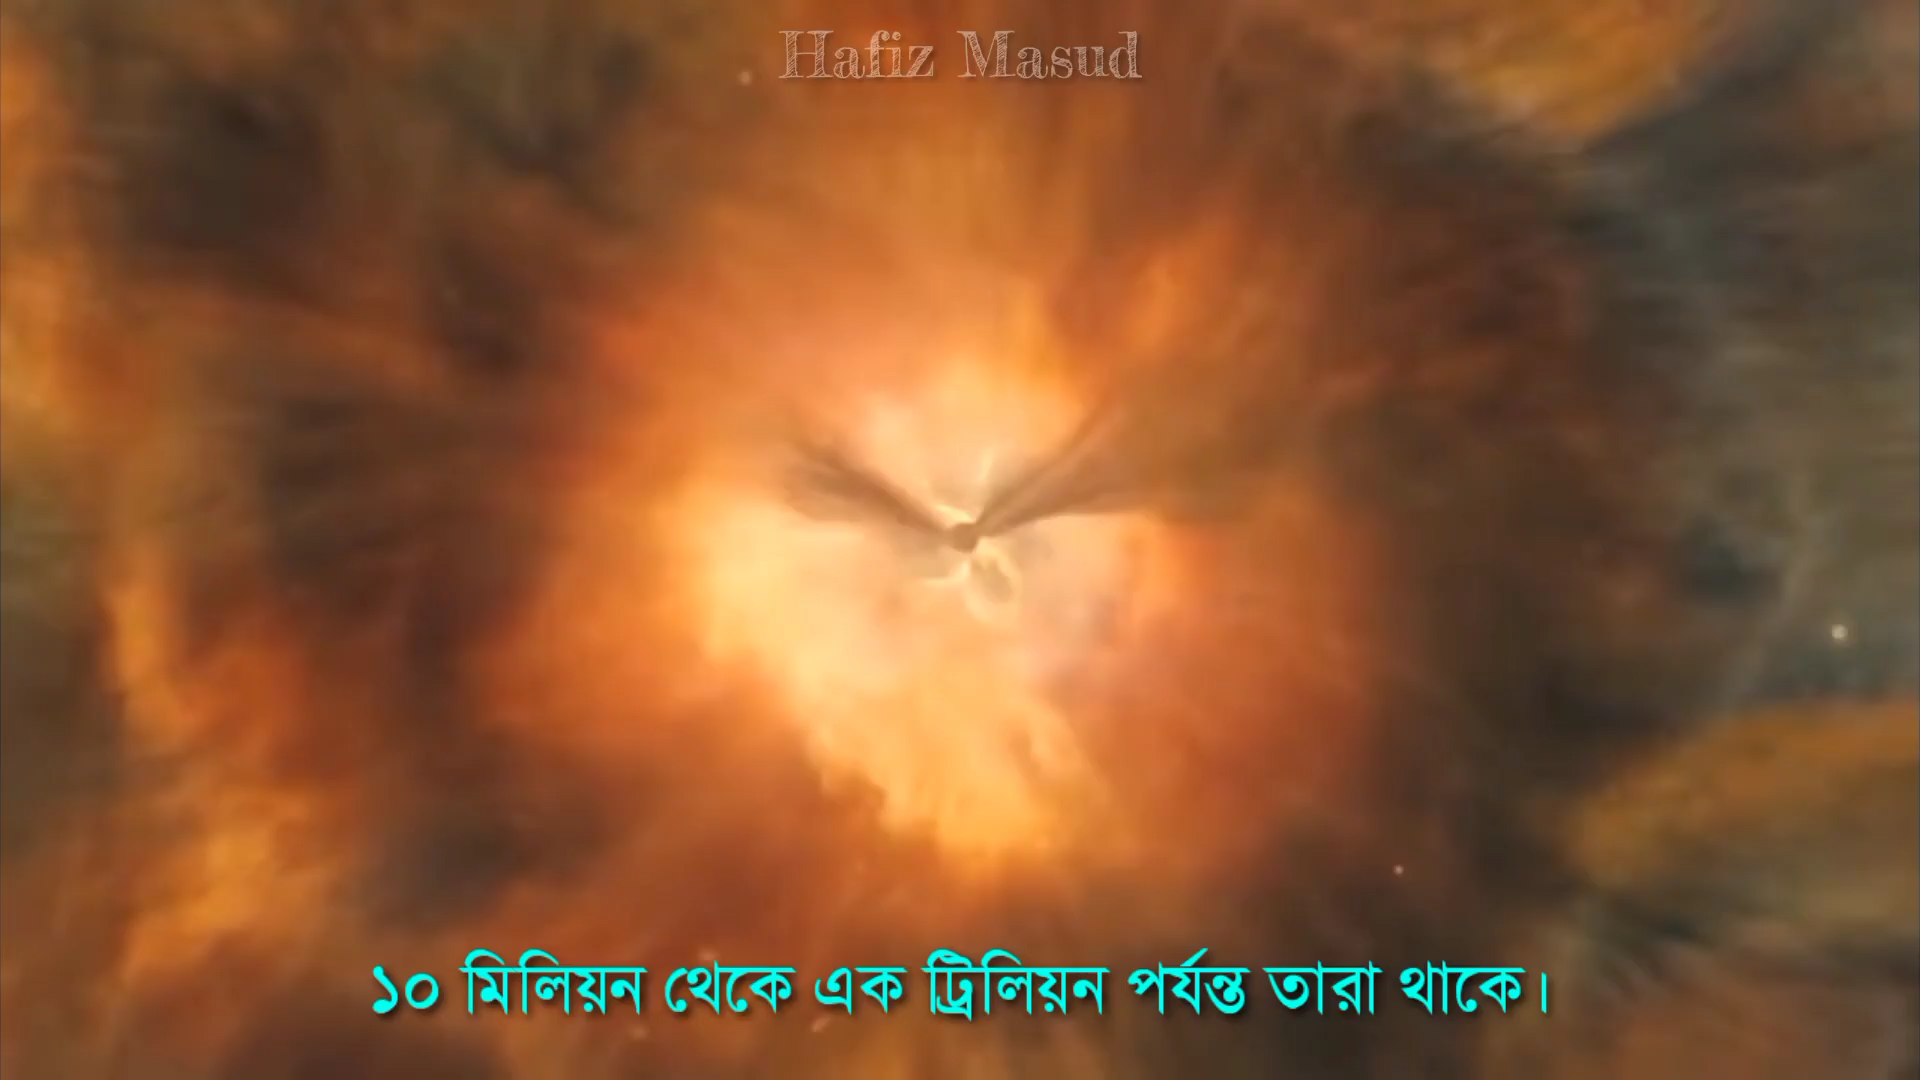 Hafiz Masud
১০ মিলিয়ন থেকে এক ট্রিলিয়ন পর্যন্ত তারা থাকে।